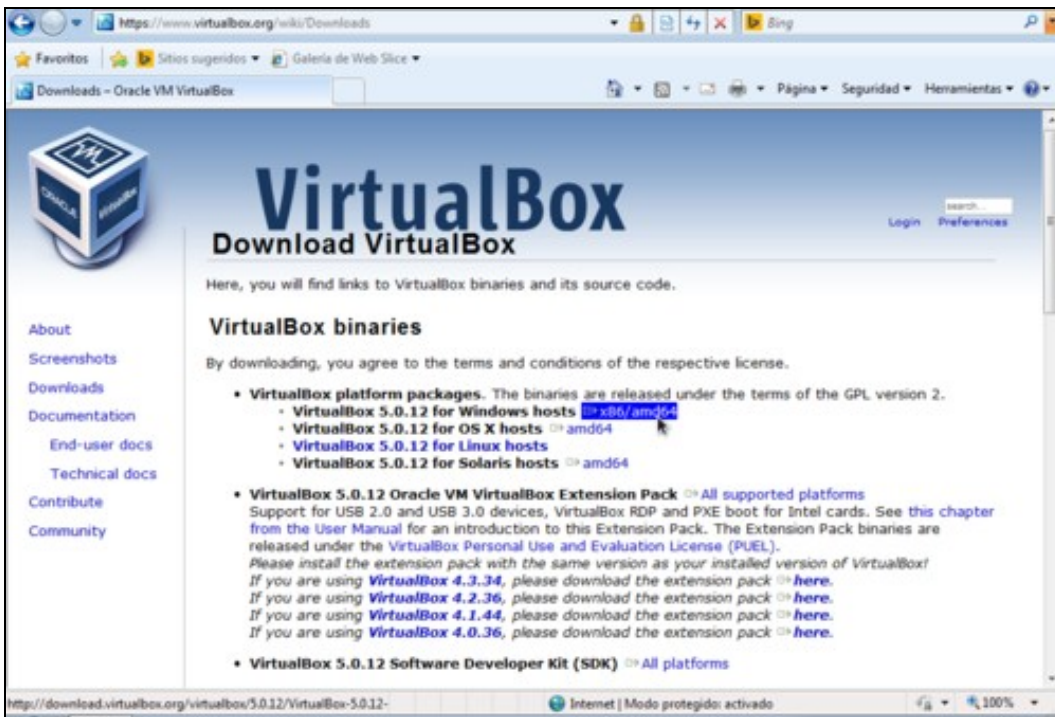 https://www.virtualbox.org/wiki/Downloads
Bing
Favoritos Sitios sugeridos Galería de Web Slice
Downloads – Oracle VM VirtualBox
Página Seguridad Herramientas
ORACLE
VirtualBox
VirtualBox
search...
Login Preferences
Download VirtualBox
Here, you will find links to VirtualBox binaries and its source code.
About
Screenshots
Downloads
Documentation
End-user docs
Technical docs
Contribute
Community
VirtualBox binaries
By downloading, you agree to the terms and conditions of the respective license.
• VirtualBox platform packages. The binaries are released under the terms of the GPL version 2.
◦ VirtualBox 5.0.12 for Windows hosts x86/amd64
◦ VirtualBox 5.0.12 for OS X hosts amd64
◦ VirtualBox 5.0.12 for Linux hosts
◦ VirtualBox 5.0.12 for Solaris hosts amd64
• VirtualBox 5.0.12 Oracle VM VirtualBox Extension Pack All supported platforms
Support for USB 2.0 and USB 3.0 devices, VirtualBox RDP and PXE boot for Intel cards. See this chapter
from the User Manual for an introduction to this Extension Pack. The Extension Pack binaries are
released under the VirtualBox Personal Use and Evaluation License (PUEL).
Please install the extension pack with the same version as your installed version of VirtualBox!
If you are using VirtualBox 4.3.34, please download the extension pack here.
If you are using VirtualBox 4.2.36, please download the extension pack here.
If you are using VirtualBox 4.1.44, please download the extension pack here.
If you are using VirtualBox 4.0.36, please download the extension pack here.
• VirtualBox 5.0.12 Software Developer Kit (SDK) All platforms
http://download.virtualbox.org/virtualbox/5.0.12/VirtualBox-5.0.12-
Internet | Modo protegido: activado
100%